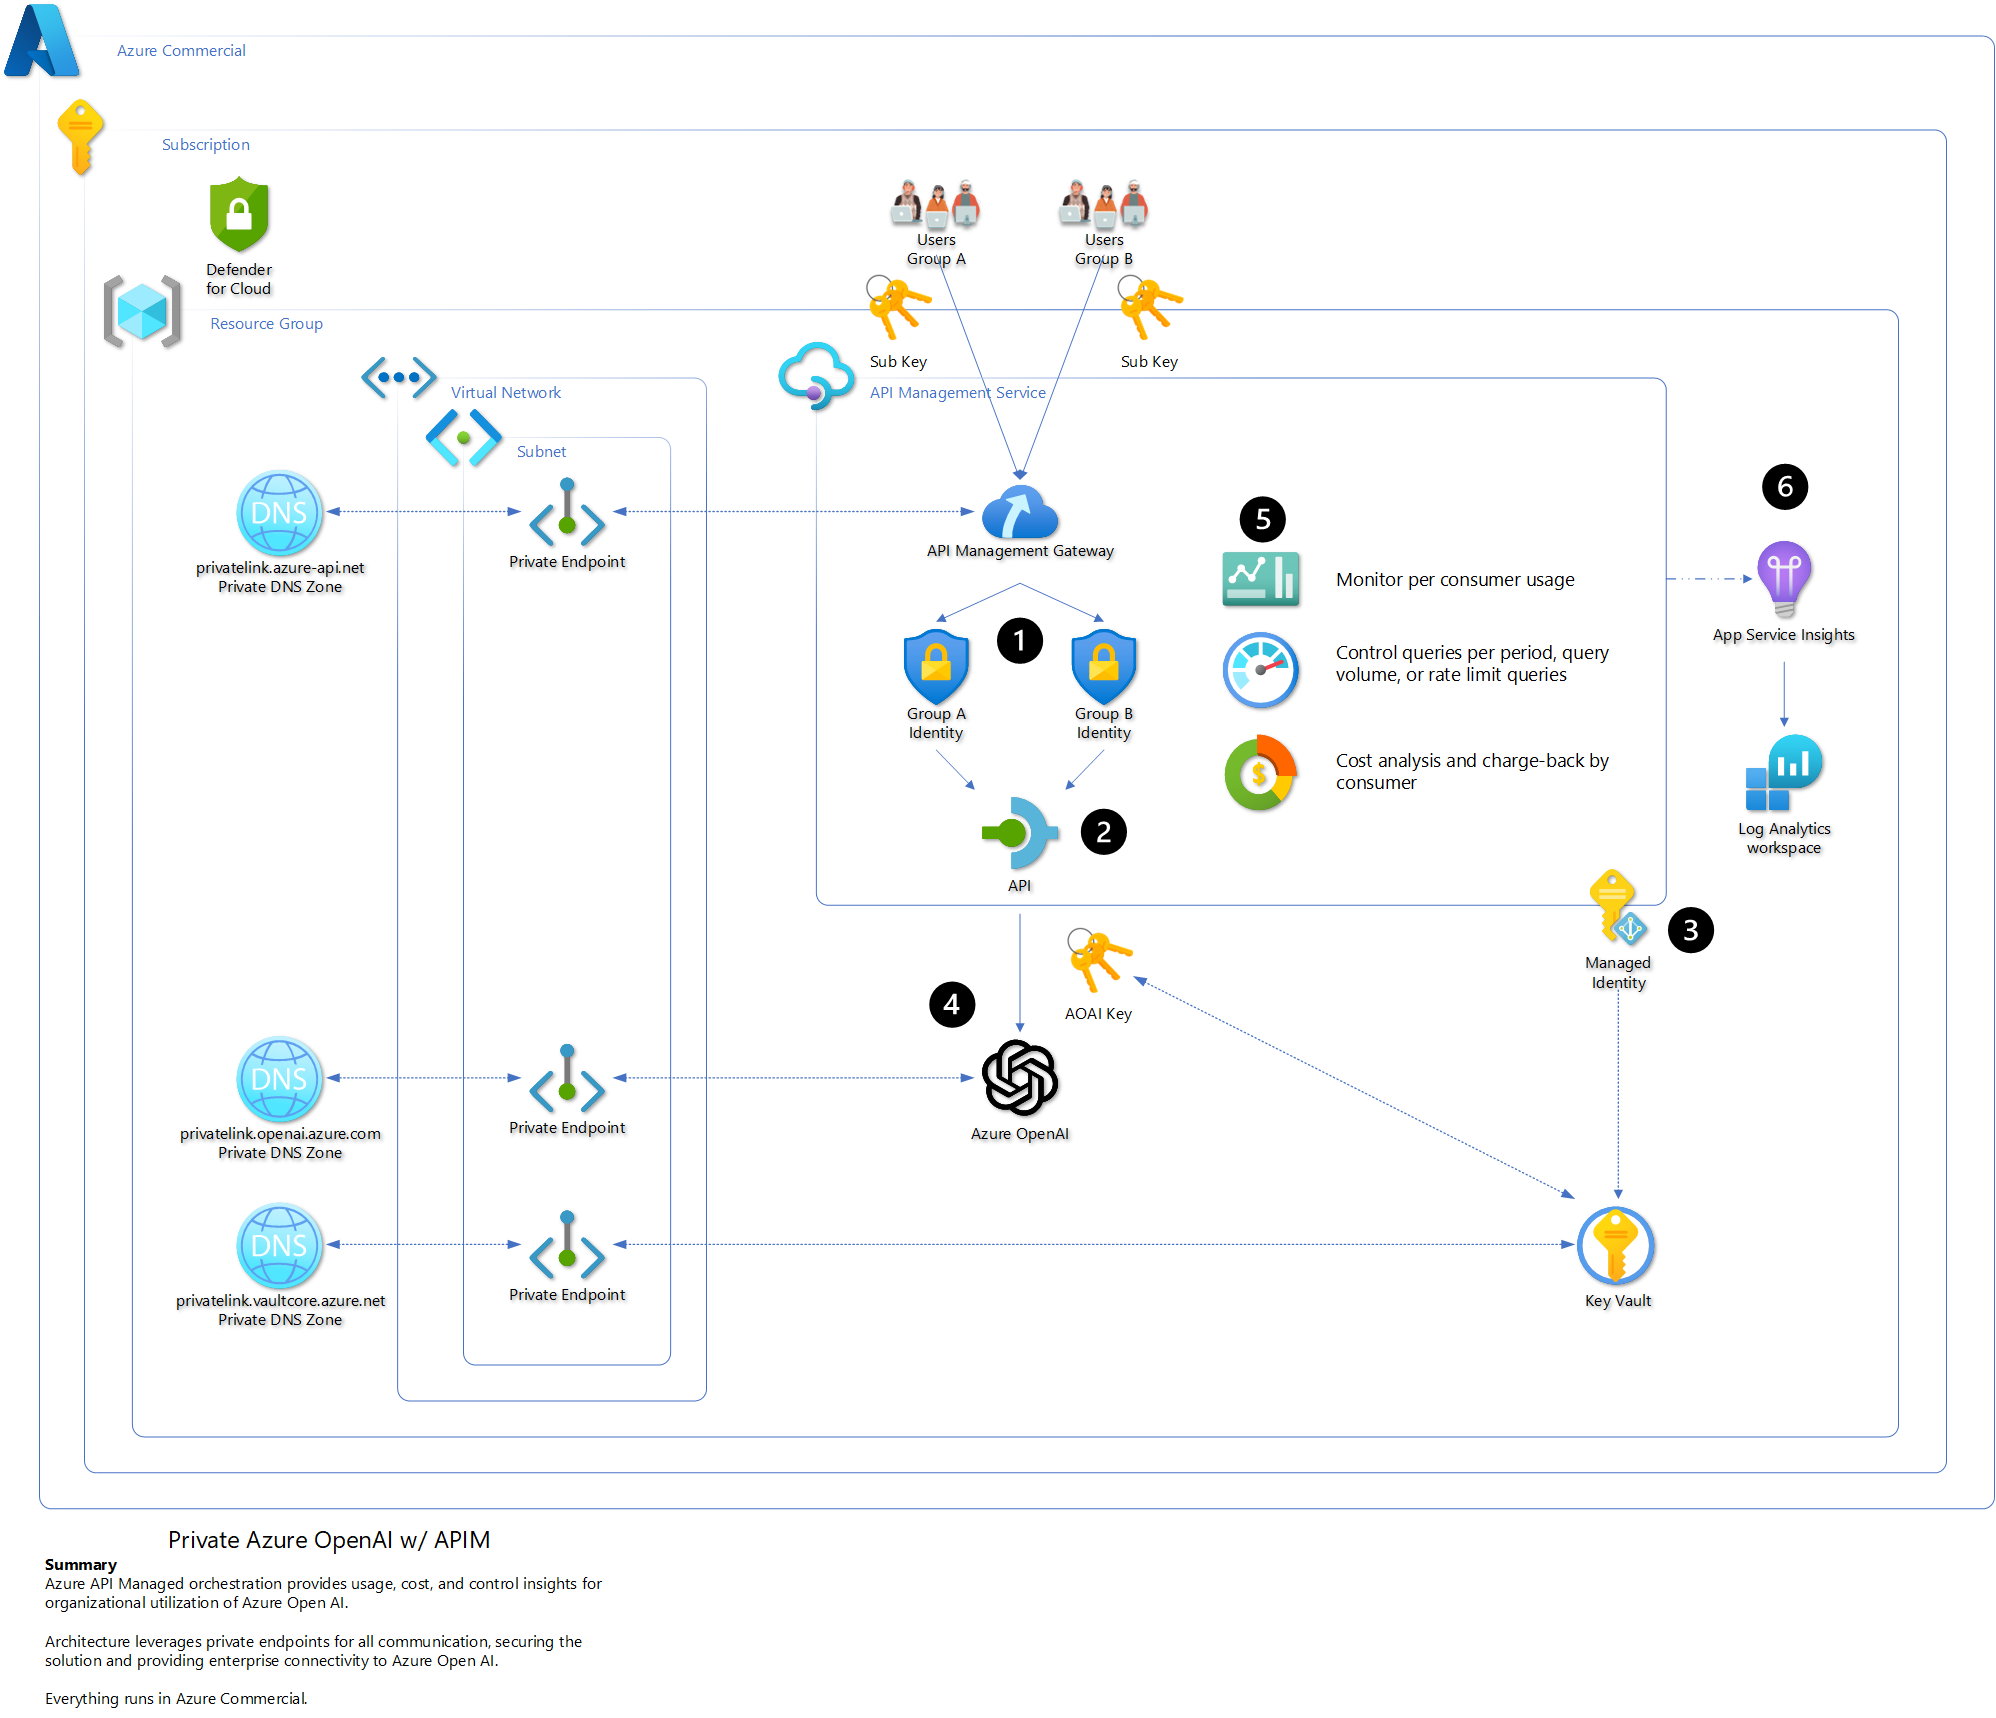 Azure Commercial
Subscription
Defender
for Cloud
Users
Group A
Users
Group B
Resource Group
Sub Key
Sub Key
Virtual Network
API Management Service
Subnet
DNS
privatelink.azure-api.net
Private DNS Zone
Private Endpoint
API Management Gateway
5
6
Monitor per consumer usage
App Service Insights
1
Control queries per period, query
volume, or rate limit queries
Group A
Identity
Group B
Identity
$
Cost analysis and charge-back by
consumer
2
API
Log Analytics
workspace
3
Managed
Identity
4
AOAI Key
DNS
privatelink.openai.azure.com
Private DNS Zone
Private Endpoint
Azure OpenAI
DNS
privatelink.vaultcore.azure.net
Private DNS Zone
Private Endpoint
Key Vault
Private Azure OpenAI w/ APIM
Summary
Azure API Managed orchestration provides usage, cost, and control insights for
organizational utilization of Azure Open AI.
Architecture leverages private endpoints for all communication, securing the
solution and providing enterprise connectivity to Azure Open AI.
Everything runs in Azure Commercial.